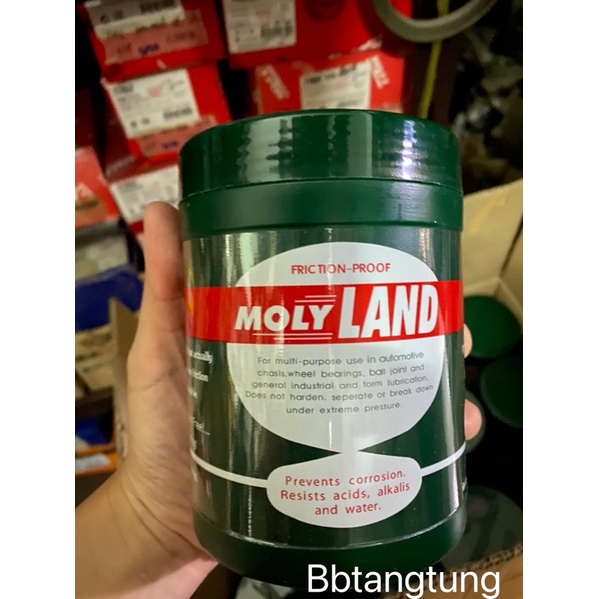 FRICTION-PROOF
MOLY LAND
For multi-purpose use in automotive
chasis,wheel bearings, ball joint and
general industrial and form lubrication,
Does not harden, seperate or break down
under extreme pressure.
Prevents corrosion.
Resists acids, alkalis
and water.
actually
Bbtangtung